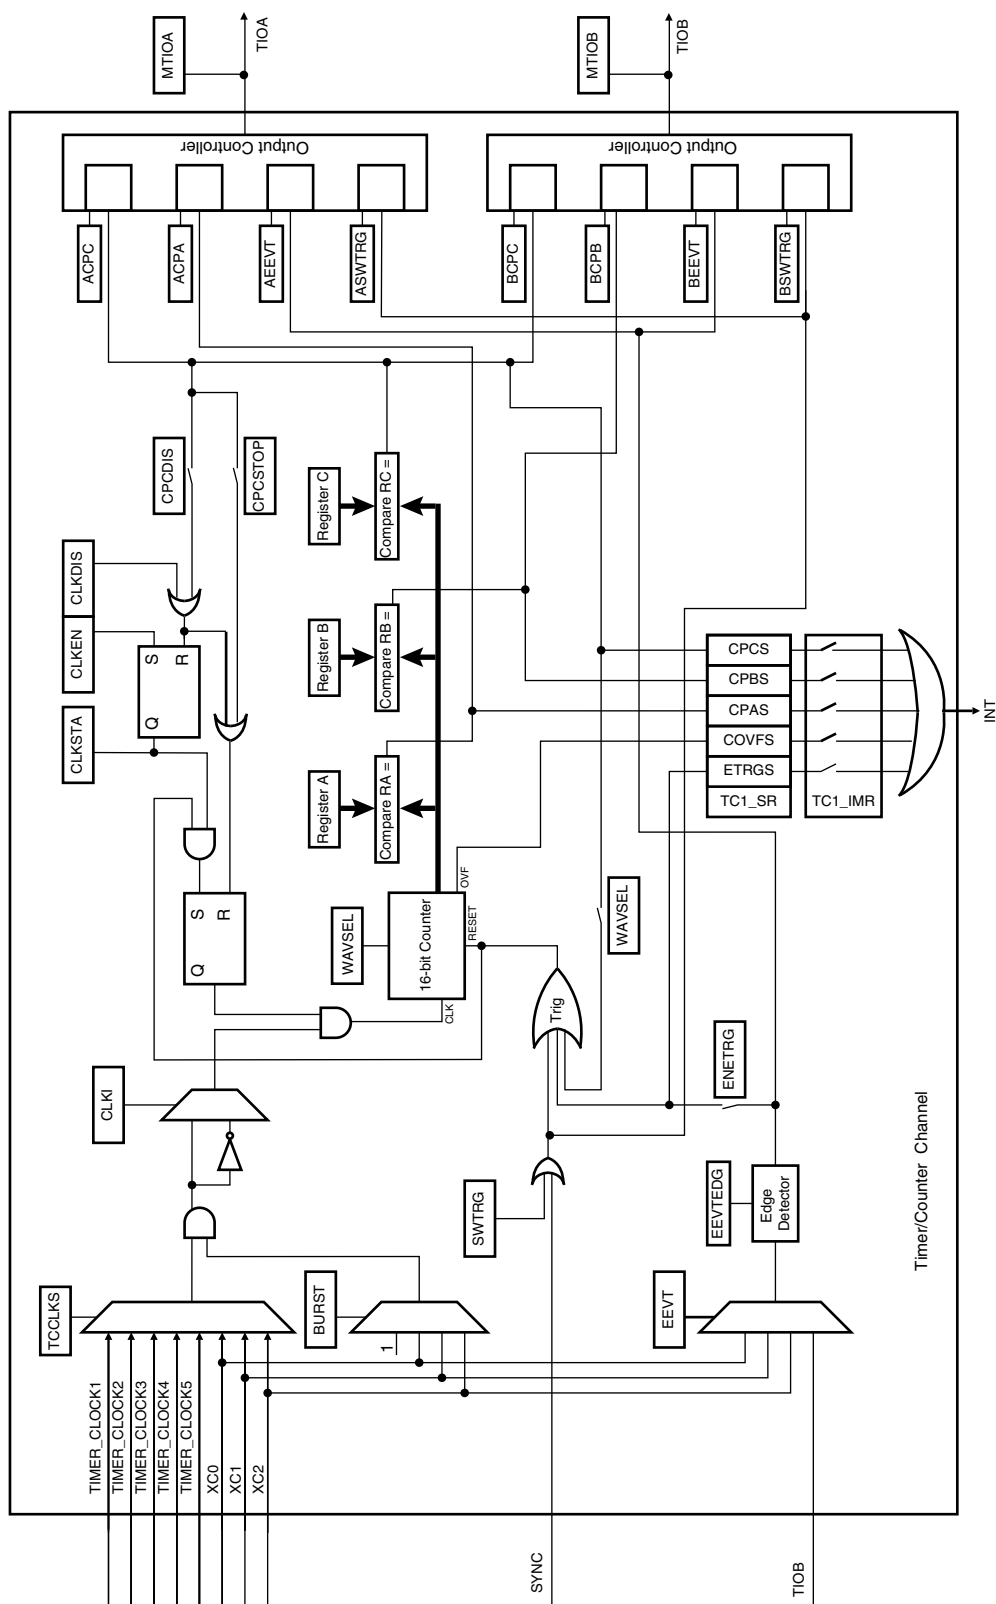 TIMER_CLOCK1
TIMER_CLOCK2
TIMER_CLOCK3
TIMER_CLOCK4
TIMER_CLOCK5
XC0
XC1
XC2
TCCLKS
BURST
1
CLKI
CLKSTA
CLKEN
CLKDIS
Q
S
R
Q
S
R
CPCDIS
CPCSTOP
ACPC
ACPA
AEEVT
ASWTRG
Output Controller
MTIOA
TIOA
Register A
Register B
Register C
Compare RA =
Compare RB =
Compare RC =
WAVSEL
16-bit Counter
CLK
RESET
OVF
SYNC
SWTRG
Trig
WAVSEL
TIOB
EEVT
EEVTEDG
Edge
Detector
ENETRG
CPCS
CPBS
CPAS
COVFS
ETRGS
TC1_SR
TC1_IMR
INT
BCPC
BCPB
BEEVT
BSWTRG
Output Controller
MTIOB
TIOB
Timer/Counter Channel